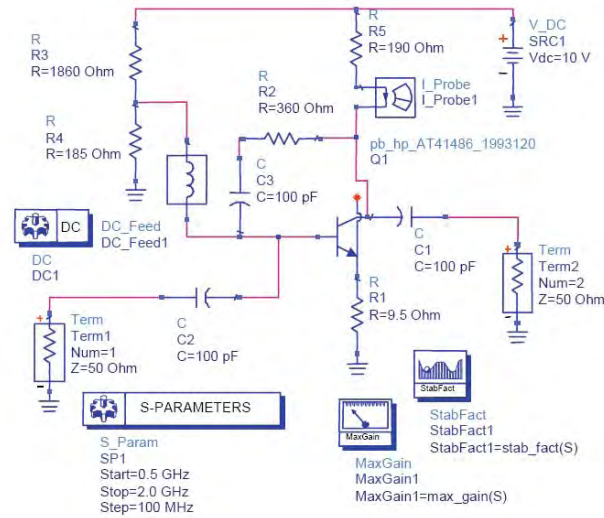 R
R3
R=1860 Ohm
R
R5
R=190 Ohm
V_DC
SRC1
Vdc=10 V
+
-
I_Probe
I_Probe1
R
R2
R=360 Ohm
R
R4
R=185 Ohm
pb_hp_AT41486_1993120
Q1
C
C3
C=100 pF
DC
DC_Feed
DC_Feed1
DC
DC1
C
C1
C=100 pF
+
Term
Term2
Num=2
Z=50 Ohm
-
R
R1
R=9.5 Ohm
+
Term
Term1
Num=1
Z=50 Ohm
-
C
C2
C=100 pF
S-PARAMETERS
S_Param
SP1
Start=0.5 GHz
Stop=2.0 GHz
Step=100 MHz
MaxGain
MaxGain
MaxGain1
MaxGain1=max_gain(S)
StabFact
StabFact
StabFact1
StabFact1=stab_fact(S)